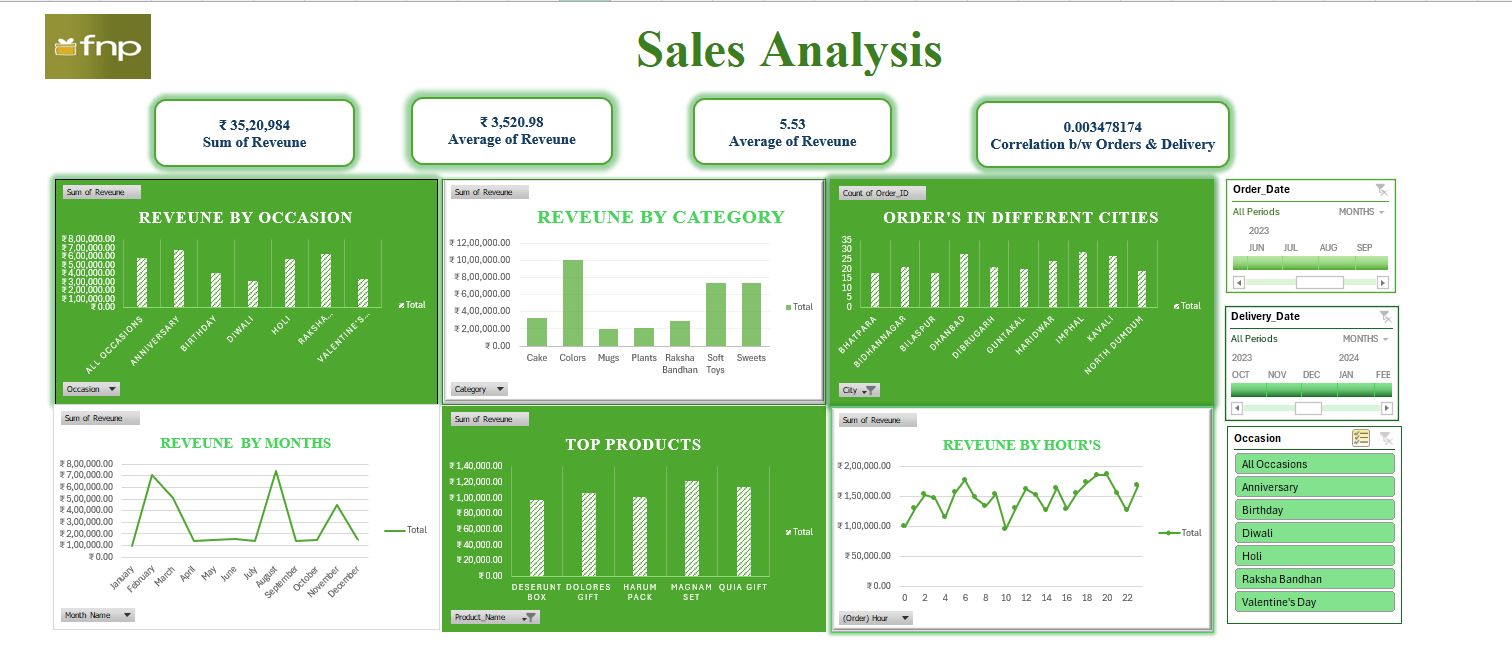 fnp
Sales Analysis
₹ 35,20,984
Sum of Reveune
₹ 3,520.98
Average of Reveune
5.53
Average of Reveune
0.003478174
Correlation b/w Orders & Delivery
Sum of Reveune
REVEUNE BY OCCASION
₹ 8,00,000.00
₹ 7,00,000.00
₹ 6,00,000.00
₹ 5,00,000.00
₹ 4,00,000.00
₹ 3,00,000.00
₹ 2,00,000.00
₹ 1,00,000.00
₹ 0.00
ALL OCCASIONS
ANNIVERSARY
BIRTHDAY
DIWALI
HOLI
RAKSHA...
VALENTINE'S...
Total
Occasion
Sum of Reveune
REVEUNE BY CATEGORY
₹ 12,00,000.00
₹ 10,00,000.00
₹ 8,00,000.00
₹ 6,00,000.00
₹ 4,00,000.00
₹ 2,00,000.00
₹ 0.00
Cake
Colors
Mugs
Plants
Raksha
Bandhan
Soft
Toys
Sweets
Total
Category
Count of Order_ID
ORDER'S IN DIFFERENT CITIES
35
30
25
20
15
10
5
0
BHATPARA
BIDHANNAGAR
BILASPUR
DHANBAD
DIBRUGARH
GUNTAKAL
HARIDWAR
IMPHAL
KAVALI
NORTH DUMDUM
Total
City
Order_Date
All Periods MONTHS
2023
JUN JUL AUG SEP
Delivery_Date
All Periods MONTHS
2023 2024
OCT NOV DEC JAN FEB
Occasion
All Occasions
Anniversary
Birthday
Diwali
Holi
Raksha Bandhan
Valentine's Day
Sum of Reveune
REVEUNE BY MONTHS
₹ 8,00,000.00
₹ 7,00,000.00
₹ 6,00,000.00
₹ 5,00,000.00
₹ 4,00,000.00
₹ 3,00,000.00
₹ 2,00,000.00
₹ 1,00,000.00
₹ 0.00
January
February
March
April
May
June
July
August
September
October
November
December
Total
Month Name
Sum of Reveune
TOP PRODUCTS
₹ 1,40,000.00
₹ 1,20,000.00
₹ 1,00,000.00
₹ 80,000.00
₹ 60,000.00
₹ 40,000.00
₹ 20,000.00
₹ 0.00
DESERUNT
BOX
DOLORES
GIFT
HARUM
PACK
MAGNAM
SET
QUIA GIFT
Total
Product_Name
Sum of Reveune
REVEUNE BY HOUR'S
₹ 2,00,000.00
₹ 1,50,000.00
₹ 1,00,000.00
₹ 50,000.00
₹ 0.00
0 2 4 6 8 10 12 14 16 18 20 22
Total
(Order) Hour